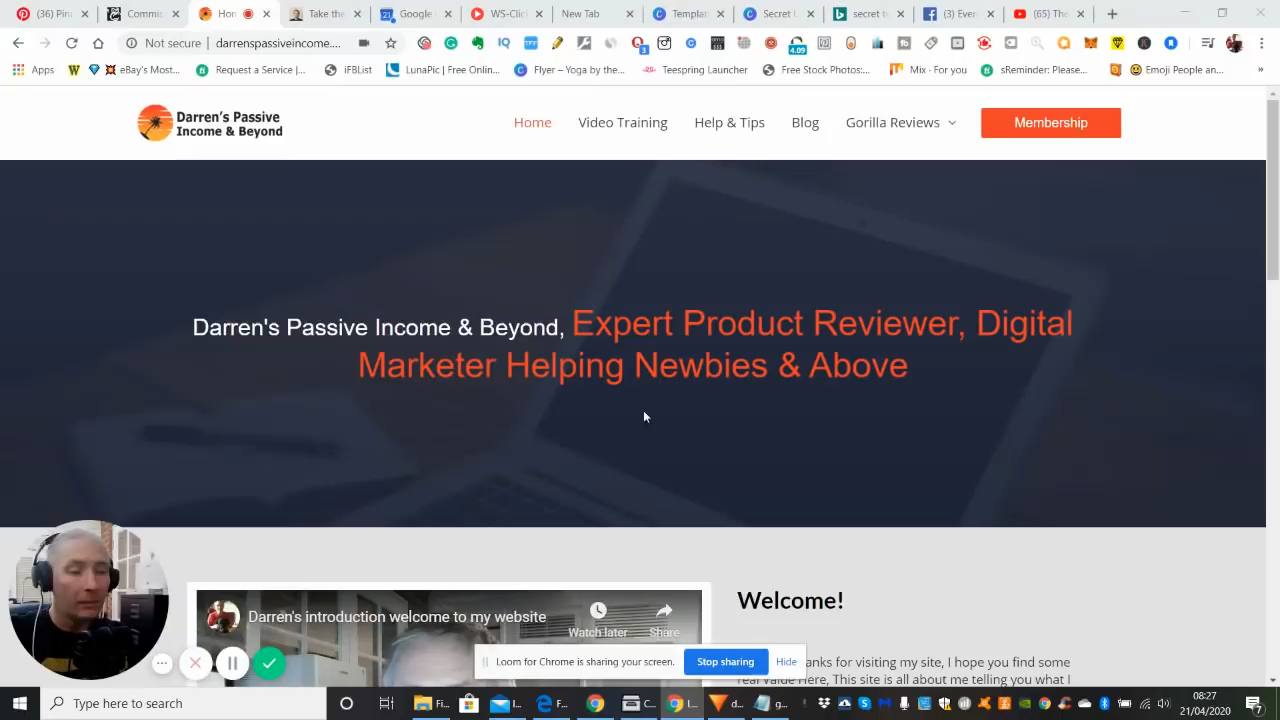 (36) Pin
Commis
Hon
Take the
Google
WS-Click
New Tab
Templat
Secret U
secret
(3) Even
(65) The
Not secure
darrenspassiveincome.
4.09
Apps
eBay's Most...
Request a Service |...
iFBList
LunaPic | Free Onlin...
Flyer – Yoga by the...
Teespring Launcher
Free Stock Photos:...
Mix · For you
sReminder: Please...
Emoji People an...
Darren's Passive
Income & Beyond
Home
Video Training
Help & Tips
Blog
Gorilla Reviews
Membership
Darren's Passive Income & Beyond, Expert Product Reviewer, Digital
Marketer Helping Newbies & Above
Darren's introduction welcome to my website
Watch later
Share
Welcome!
anks for visiting my site, I hope you find some
real value Here, This site is all about me telling you what I
Loom for Chrome is sharing your screen.
Stop sharing
Hide
Type here to search
08:27
21/04/2020